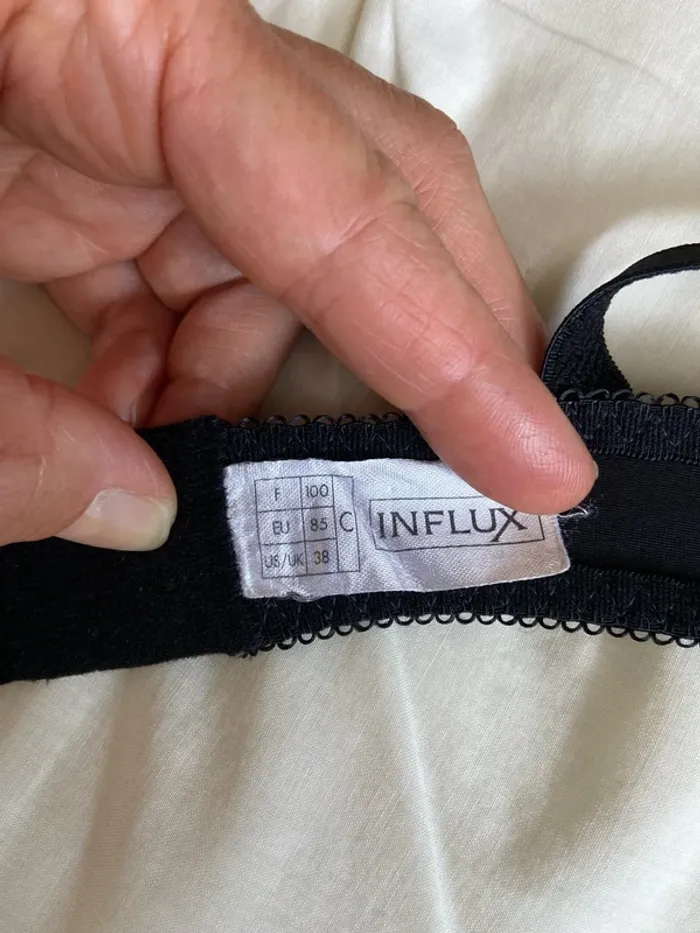 F 100
EU 85 C
US/UK 38
INFLUX